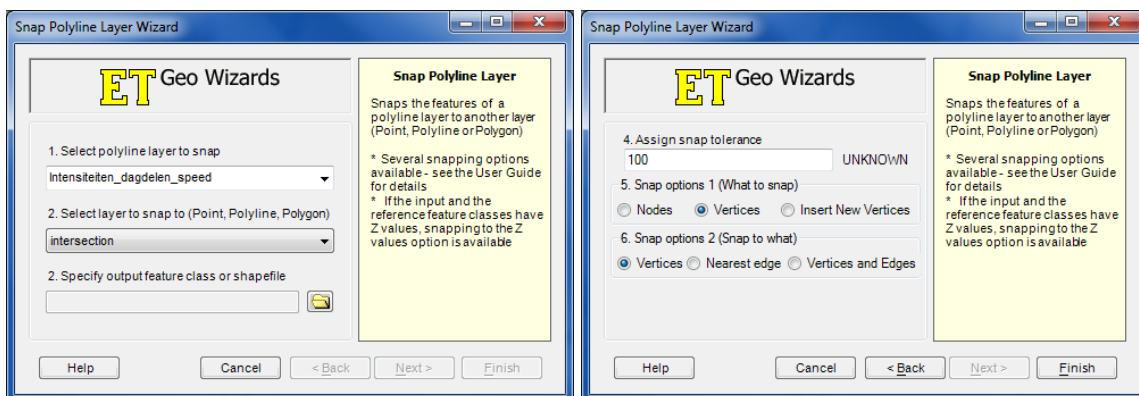 Snap Polyline Layer Wizard
ET Geo Wizards
1. Select polyline layer to snap
Intensiteiten_dagdelen_speed
2. Select layer to snap to (Point, Polyline, Polygon)
intersection
2. Specify output feature class or shapefile
Snap Polyline Layer
Snaps the features of a
polyline layer to another layer
(Point, Polyline or Polygon)
* Several snapping options
available - see the User Guide
for details
* If the input and the
reference feature classes have
Z values, snapping to the Z
values option is available
Help
Cancel
< Back
Next >
Finish
Snap Polyline Layer Wizard
ET Geo Wizards
4. Assign snap tolerance
100 UNKNOWN
5. Snap options 1 (What to snap)
Nodes Vertices Insert New Vertices
6. Snap options 2 (Snap to what)
Vertices Nearest edge Vertices and Edges
Snap Polyline Layer
Snaps the features of a
polyline layer to another layer
(Point, Polyline or Polygon)
* Several snapping options
available - see the User Guide
for details
* If the input and the
reference feature classes have
Z values, snapping to the Z
values option is available
Help
Cancel
< Back
Next >
Finish